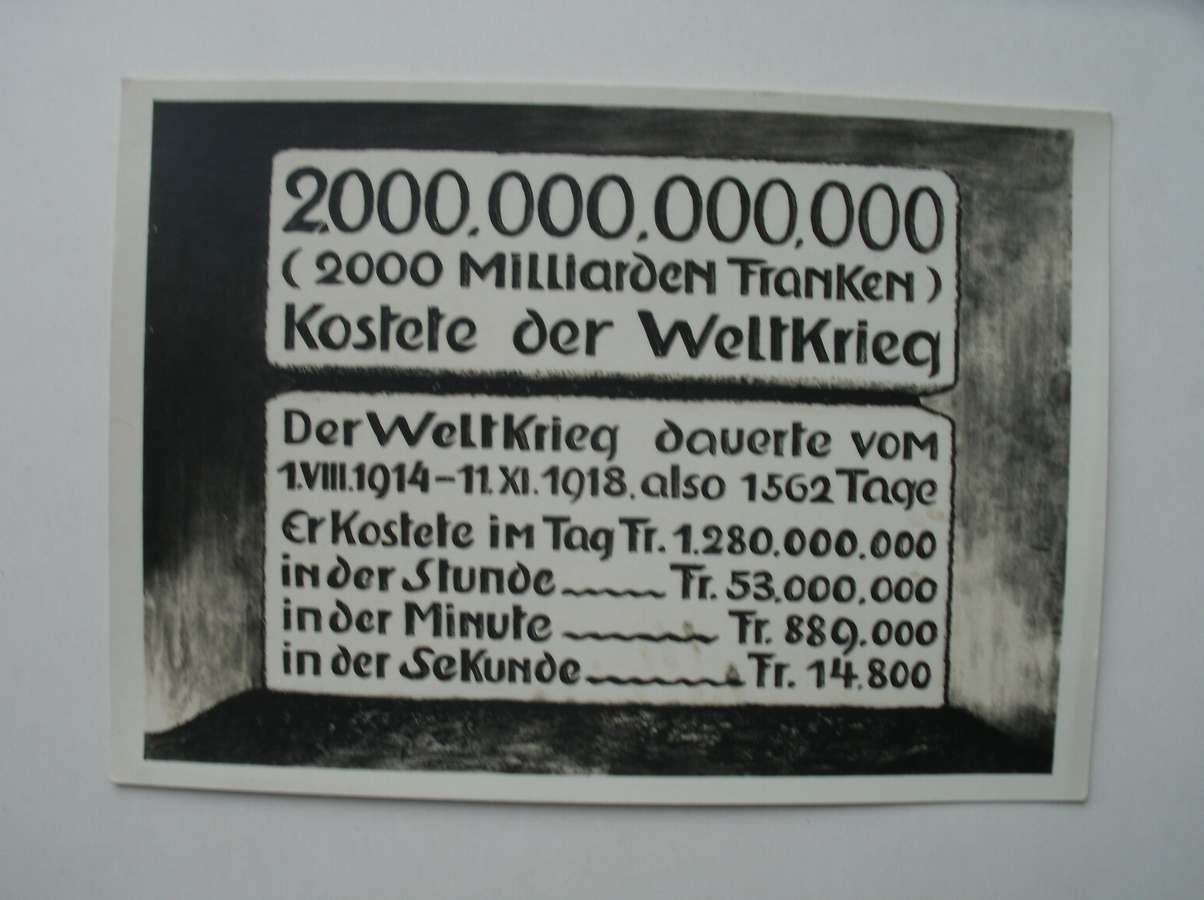 2000.000.000.000
(2000 Milliarden Franken)
Kostete der Weltkrieg
Der Weltkrieg dauerte vom
1.VIII.1914–11.XI.1918. also 1562 Tage
Er Kostete im Tag Fr. 1.280.000.000
in der Stunde Fr. 53.000.000
in der Minute Fr. 889.000
in der Sekunde Fr. 14.800